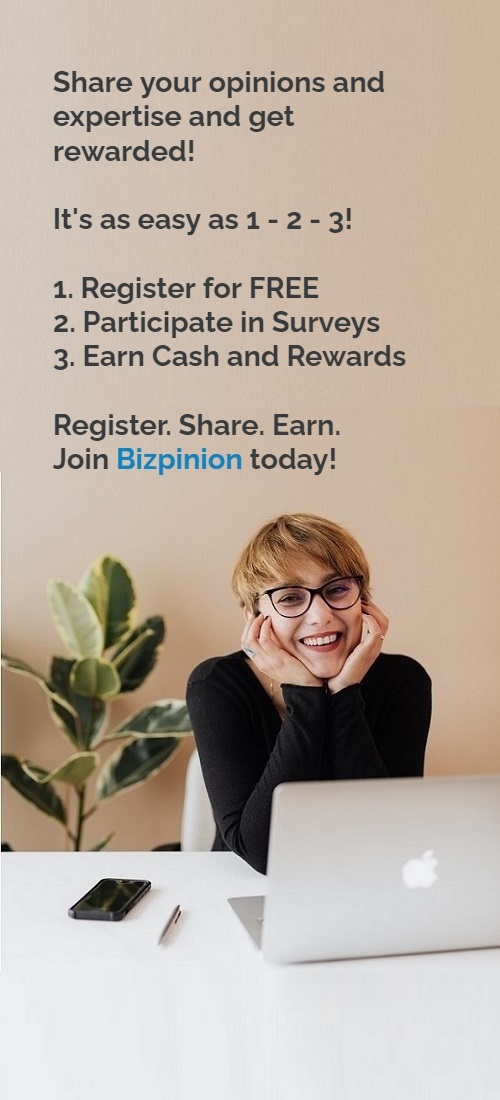 Share your opinions and
expertise and get
rewarded!
It's as easy as 1 - 2 - 3!
1. Register for FREE
2. Participate in Surveys
3. Earn Cash and Rewards
Register. Share. Earn.
Join Bizpinion today!